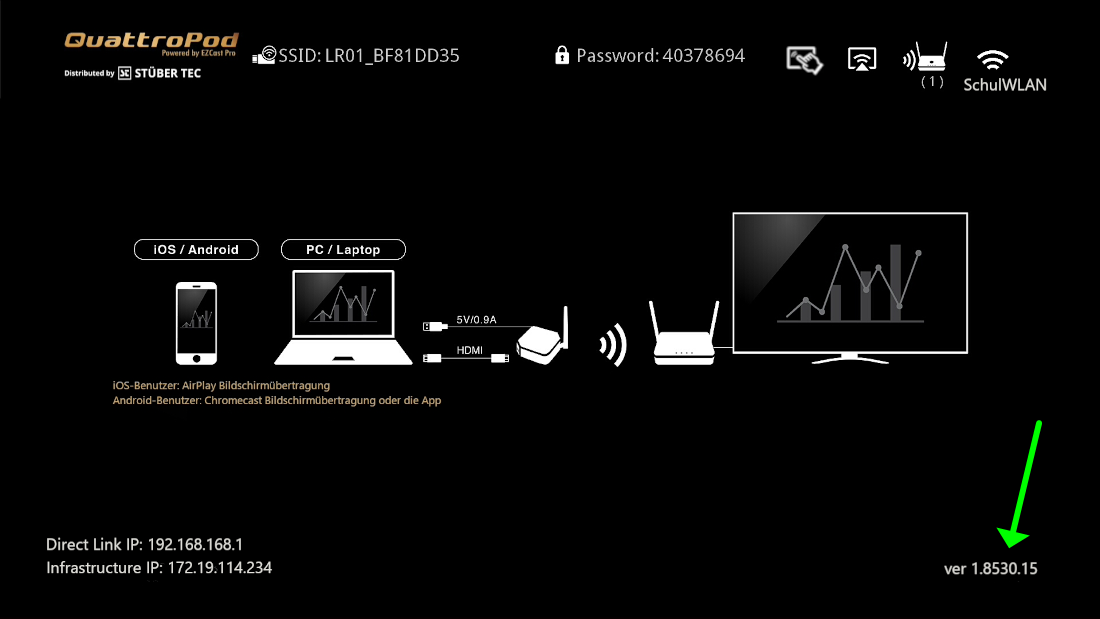 QuattroPod
Powered by EZCast Pro
Distributed by STÜBER TEC
SSID: LR01_BF81DD35
Password: 40378694
(1)
SchulWLAN
iOS / Android
PC / Laptop
5V/0.9A
HDMI
iOS-Benutzer: AirPlay Bildschirmübertragung
Android-Benutzer: Chromecast Bildschirmübertragung oder die App
Direct Link IP: 192.168.168.1
Infrastructure IP: 172.19.114.234
ver 1.8530.15